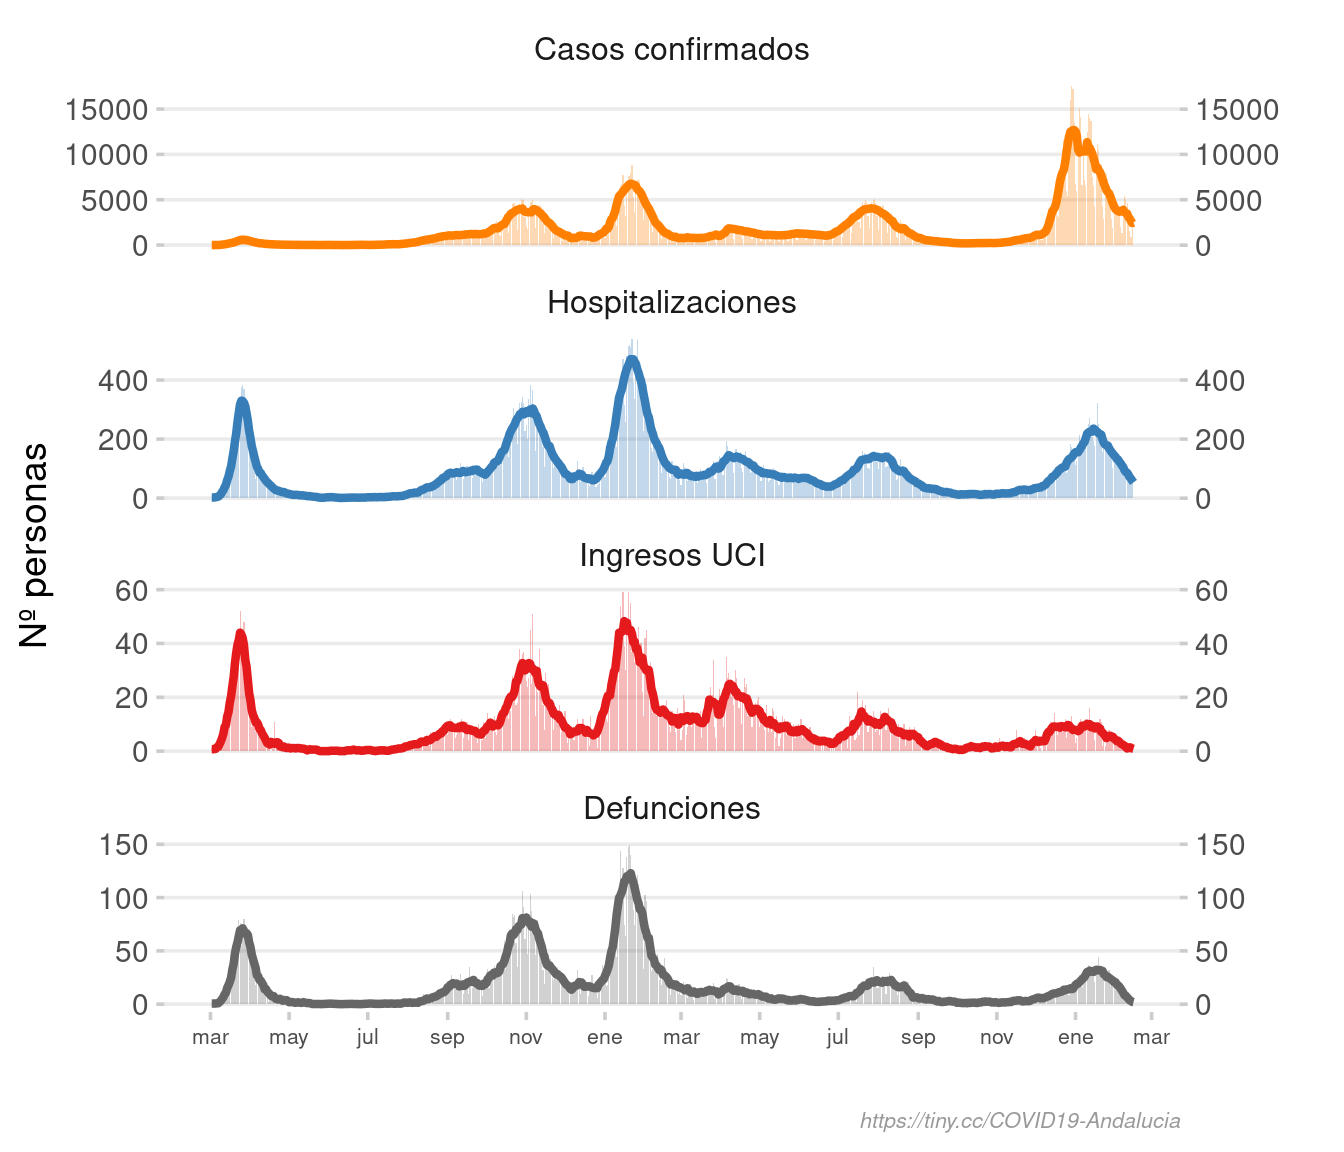 Casos confirmados
15000 15000
10000 10000
5000 5000
0 0
Hospitalizaciones
400 400
200 200
0 0
Nº personas
Ingresos UCI
60 60
40 40
20 20
0 0
Defunciones
150 150
100 100
50 50
0 0
mar may jul sep nov ene mar may jul sep nov ene mar
https://tiny.cc/COVID19-Andalucia